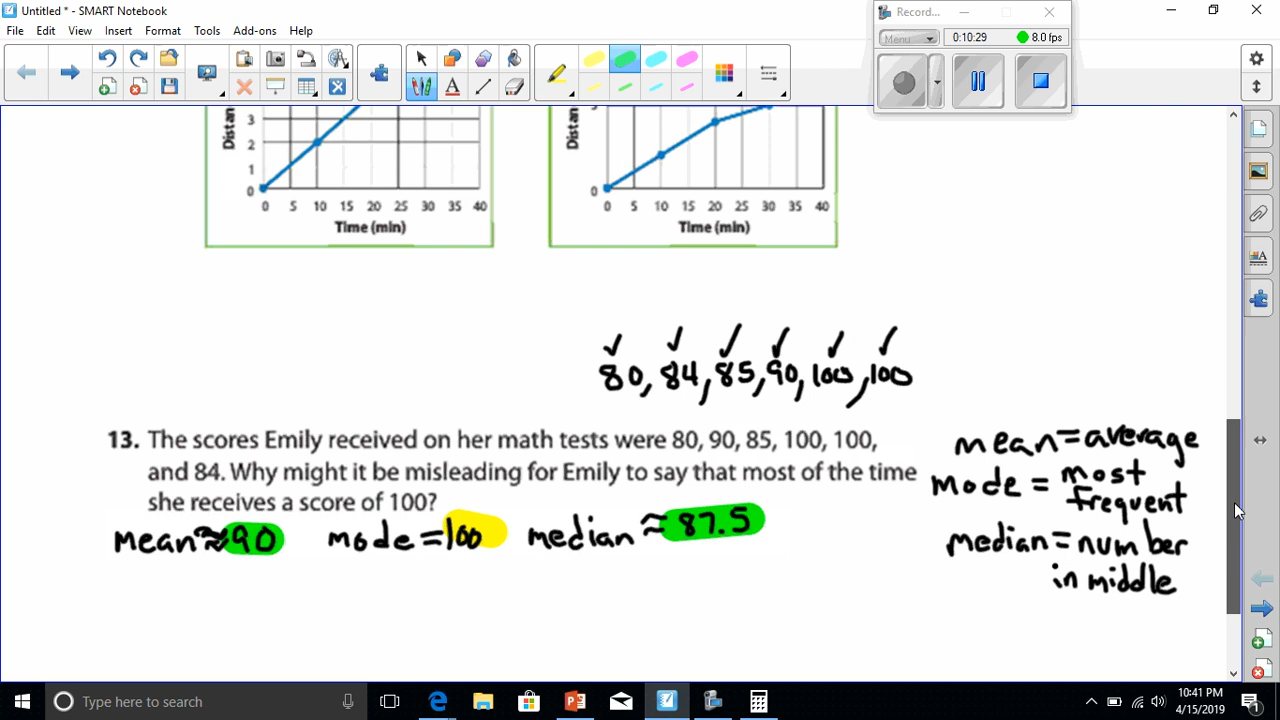 Untitled * - SMART Notebook
File Edit View Insert Format Tools Add-ons Help
Record...
Menu
0:10:29
8.0 fps
Distan
3
2
1
0
0 5 10 15 20 25 30 35 40
Time (min)
Distan
0
0 5 10 15 20 25 30 35 40
Time (min)
80, 84, 85, 90, 100, 100
13. The scores Emily received on her math tests were 80, 90, 85, 100, 100,
and 84. Why might it be misleading for Emily to say that most of the time
she receives a score of 100?
mean≈90 mode=100 median≈87.5
mean=average
mode = most
frequent
median=number
in middle
Type here to search
10:41 PM
4/15/2019
1